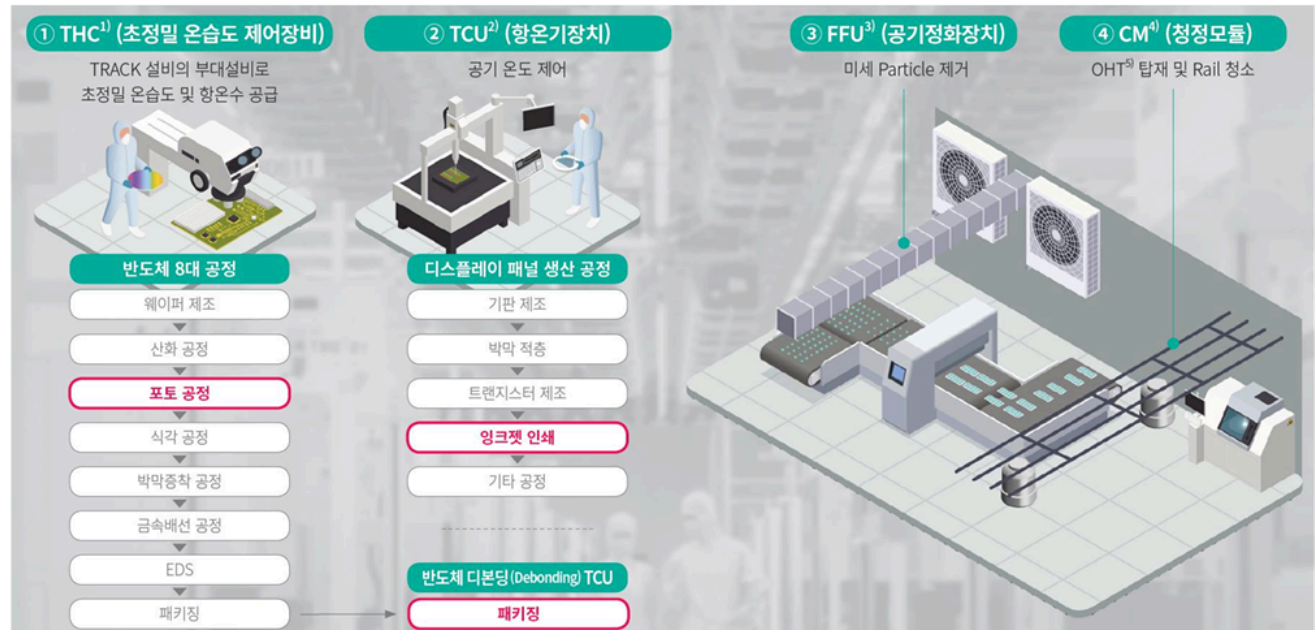 ① THC1) (초정밀 온습도 제어장비)
TRACK 설비의 부대설비로
초정밀 온습도 및 항온수 공급
반도체 8대 공정
웨이퍼 제조
산화 공정
포토 공정
식각 공정
박막증착 공정
금속배선 공정
EDS
패키징
② TCU2) (항온기장치)
공기 온도 제어
디스플레이 패널 생산 공정
기판 제조
박막 적층
트랜지스터 제조
잉크젯 인쇄
기타 공정
반도체 디본딩(Debonding) TCU
패키징
③ FFU3) (공기정화장치)
미세 Particle 제거
④ CM4) (청정모듈)
OHT5) 탑재 및 Rail 청소